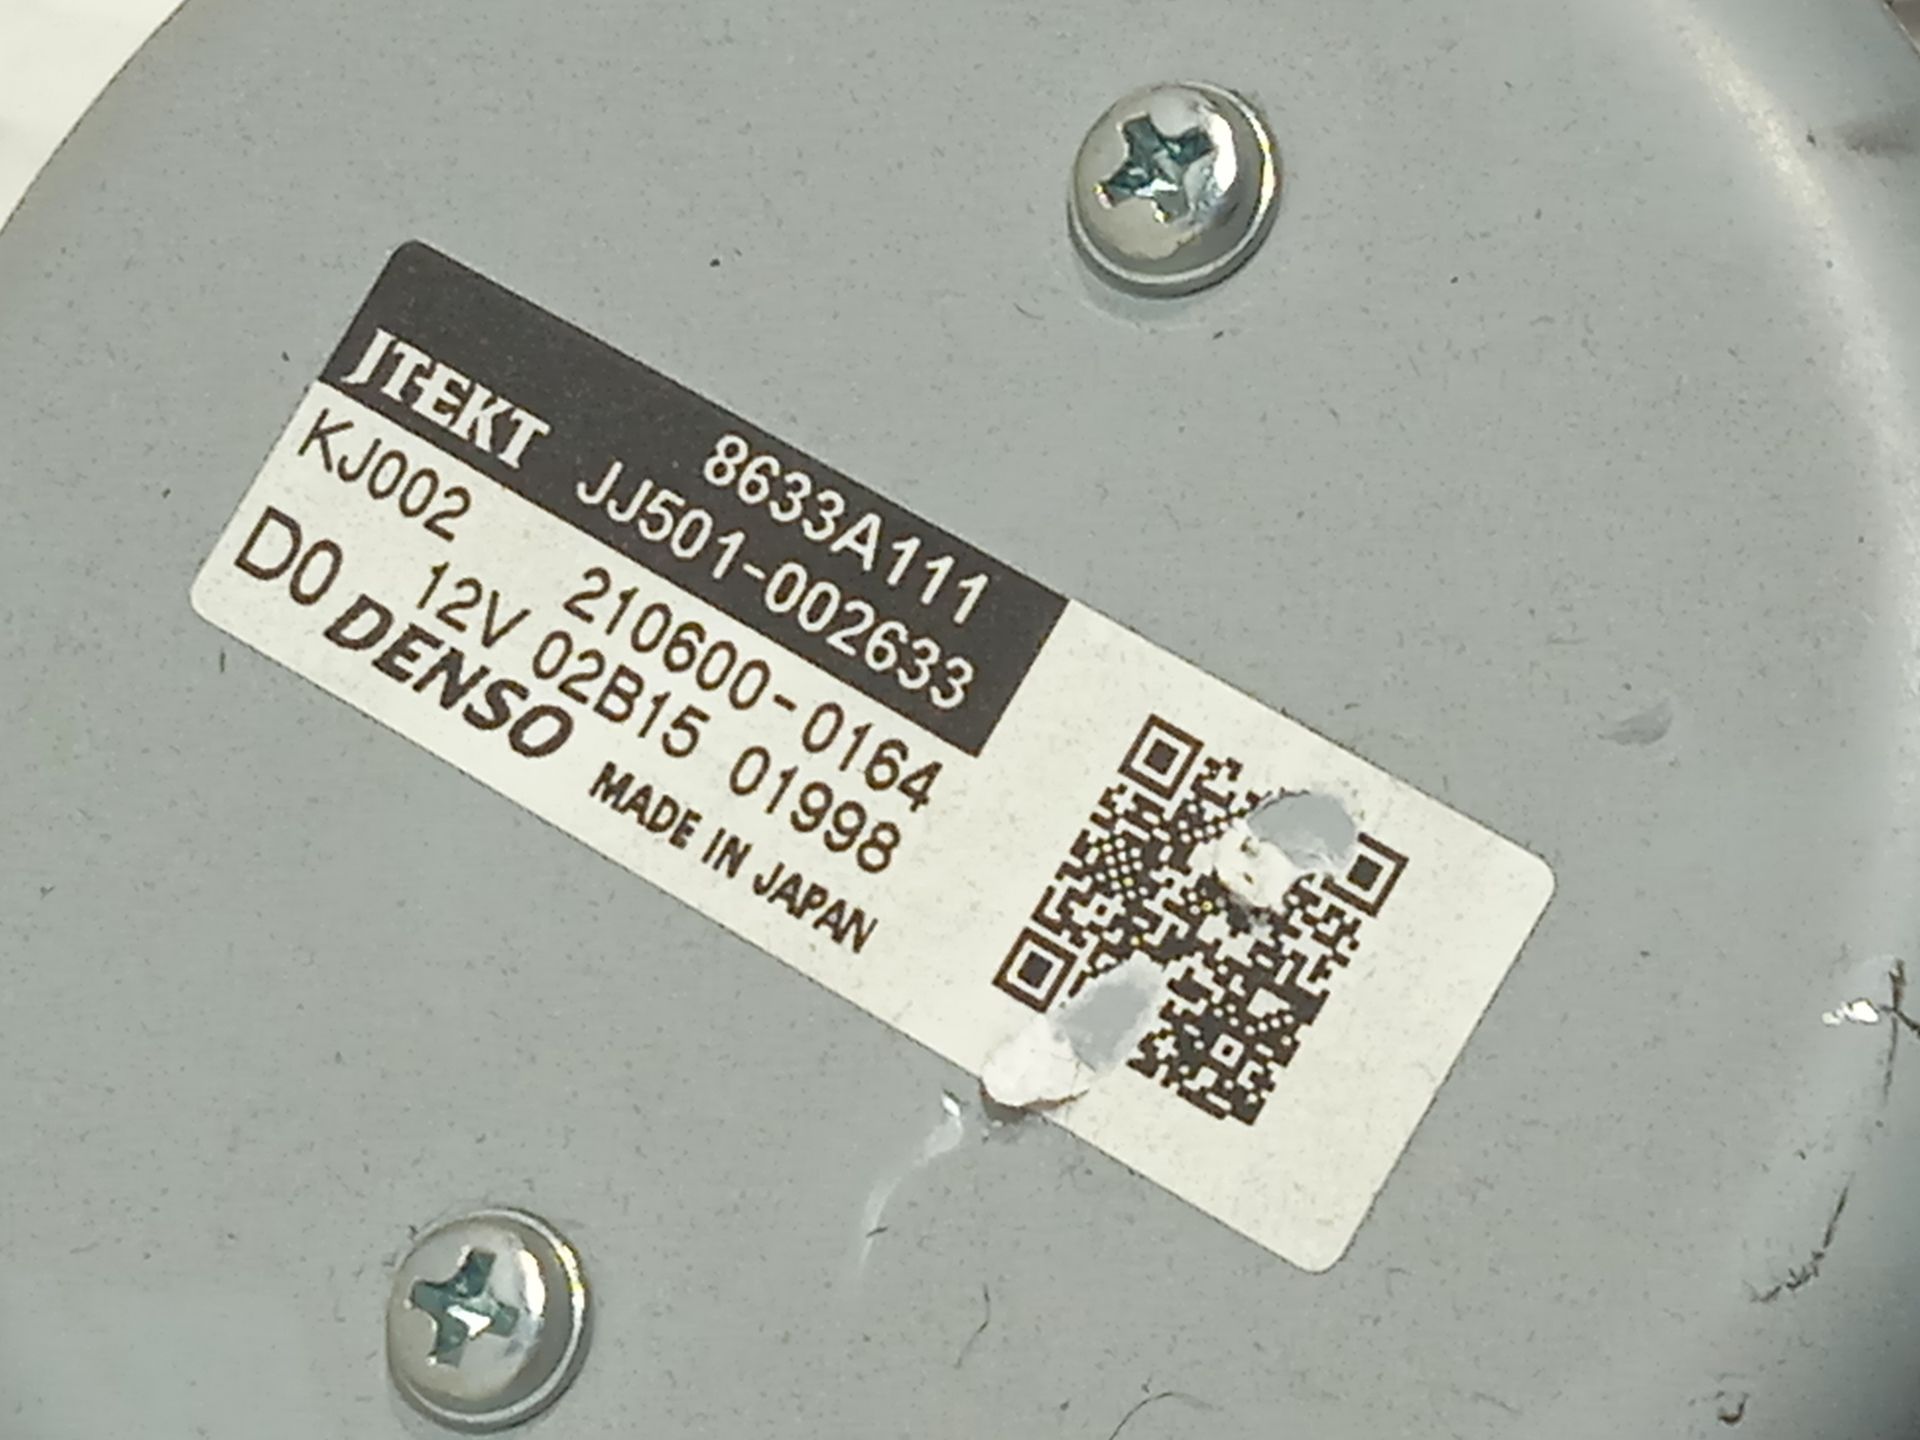 8633A111
JTEKT JJ501-002633
KJ002 210600-0164
D0 12V 02B15 01998
DENSO MADE IN JAPAN